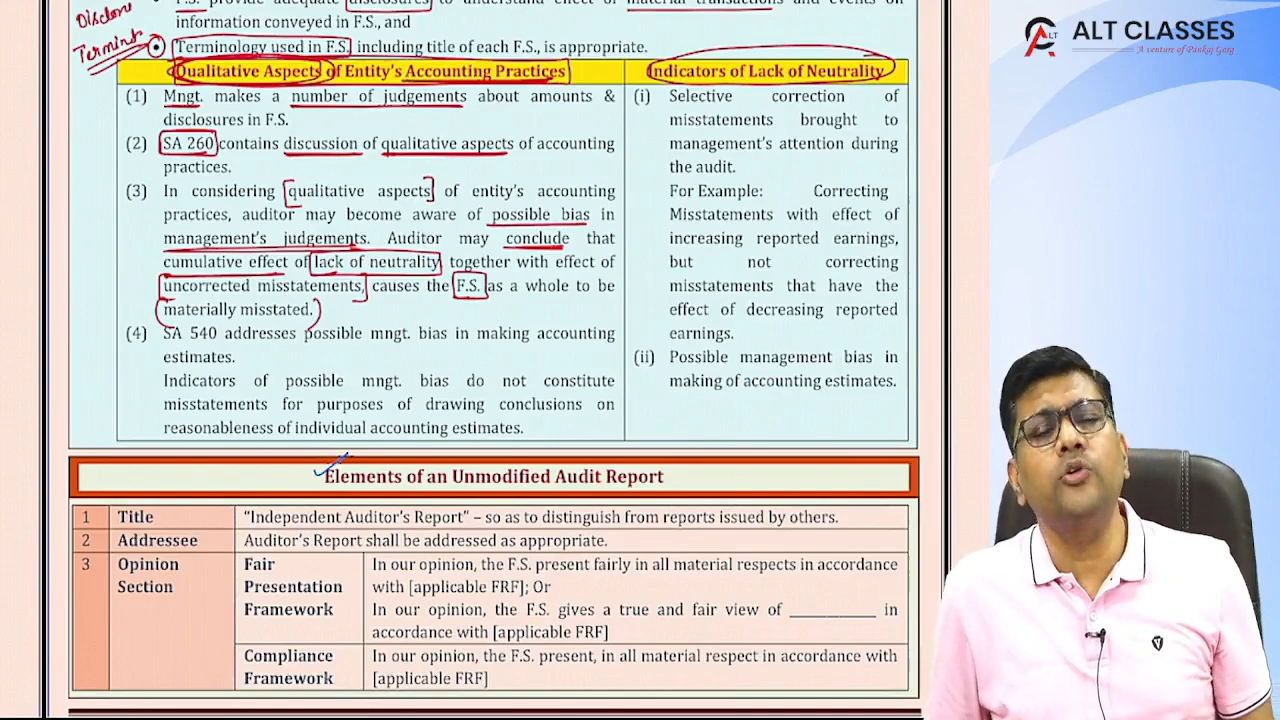 F.S. provide adequate disclosures to understand effect of material transactions and events on
information conveyed in F.S., and
Terminology used in F.S. including title of each F.S., is appropriate.
Disclose
ALT
ALT CLASSES
A venture of Pankaj Garg
Qualitative Aspects of Entity's Accounting Practices
(1) Mngt. makes a number of judgements about amounts &
disclosures in F.S.
(2) SA 260 contains discussion of qualitative aspects of accounting
practices.
(3) In considering qualitative aspects of entity's accounting
practices, auditor may become aware of possible bias in
management's judgements. Auditor may conclude that
cumulative effect of lack of neutrality together with effect of
uncorrected misstatements, causes the F.S. as a whole to be
materially misstated.
(4) SA 540 addresses possible mngt. bias in making accounting
estimates.
Indicators of possible mngt. bias do not constitute
misstatements for purposes of drawing conclusions on
reasonableness of individual accounting estimates.
Indicators of Lack of Neutrality
(i) Selective correction of
misstatements brought to
management's attention during
the audit.
For Example: Correcting
Misstatements with effect of
increasing reported earnings,
but not correcting
misstatements that have the
effect of decreasing reported
earnings.
(ii) Possible management bias in
making of accounting estimates.
Elements of an Unmodified Audit Report
1 Title "Independent Auditor's Report" – so as to distinguish from reports issued by others.
2 Addressee Auditor's Report shall be addressed as appropriate.
3 Opinion Section
Fair Presentation Framework
In our opinion, the F.S. present fairly in all material respects in accordance
with [applicable FRF]; Or
In our opinion, the F.S. gives a true and fair view of __________ in
accordance with [applicable FRF]
Compliance Framework
In our opinion, the F.S. present, in all material respect in accordance with
[applicable FRF]